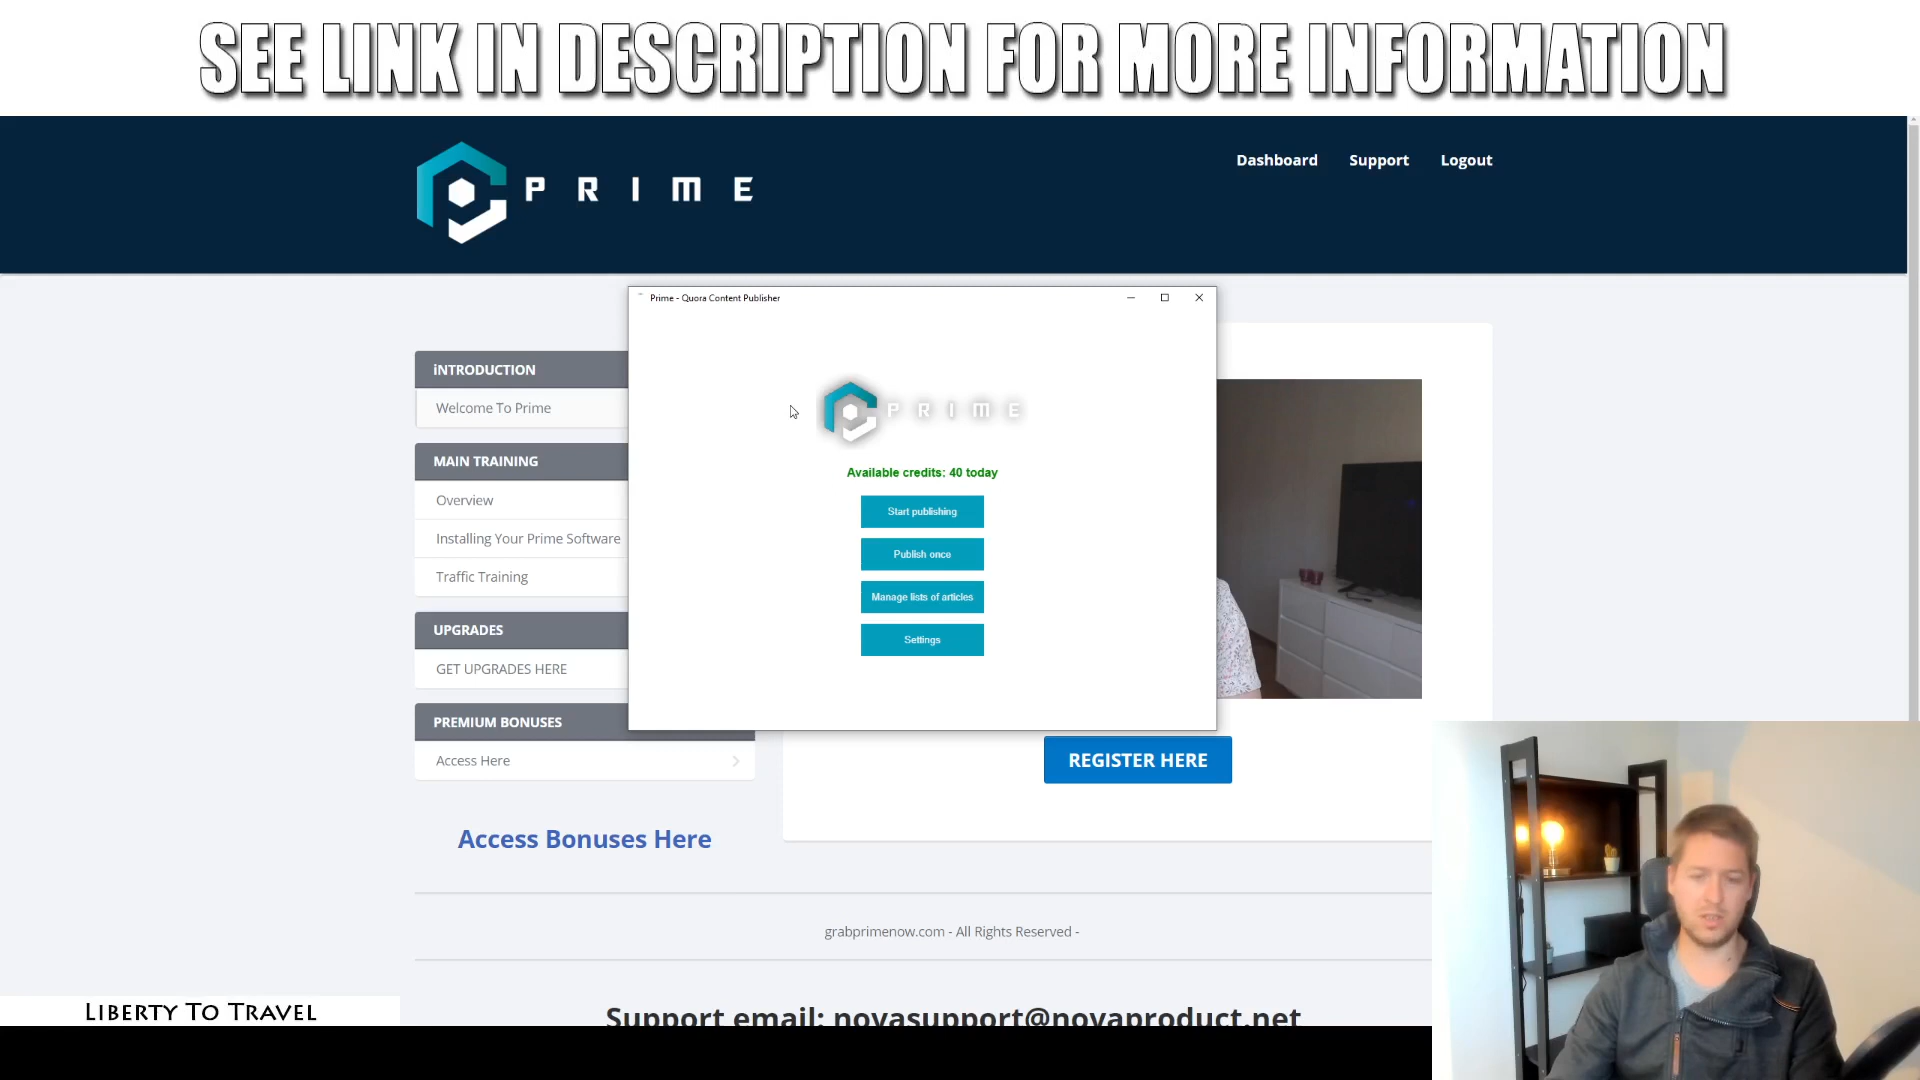 SEE LINK IN DESCRIPTION FOR MORE INFORMATION
PRIME
Dashboard
Support
Logout
Prime - Quora Content Publisher
iNTRODUCTION
Welcome To Prime
MAIN TRAINING
Overview
Installing Your Prime Software
Traffic Training
UPGRADES
GET UPGRADES HERE
PREMIUM BONUSES
Access Here
Access Bonuses Here
PRIME
Available credits: 40 today
Start publishing
Publish once
Manage lists of articles
Settings
REGISTER HERE
grabprimenow.com - All Rights Reserved -
Support email: novasupport@novaproduct.net
LIBERTY TO TRAVEL